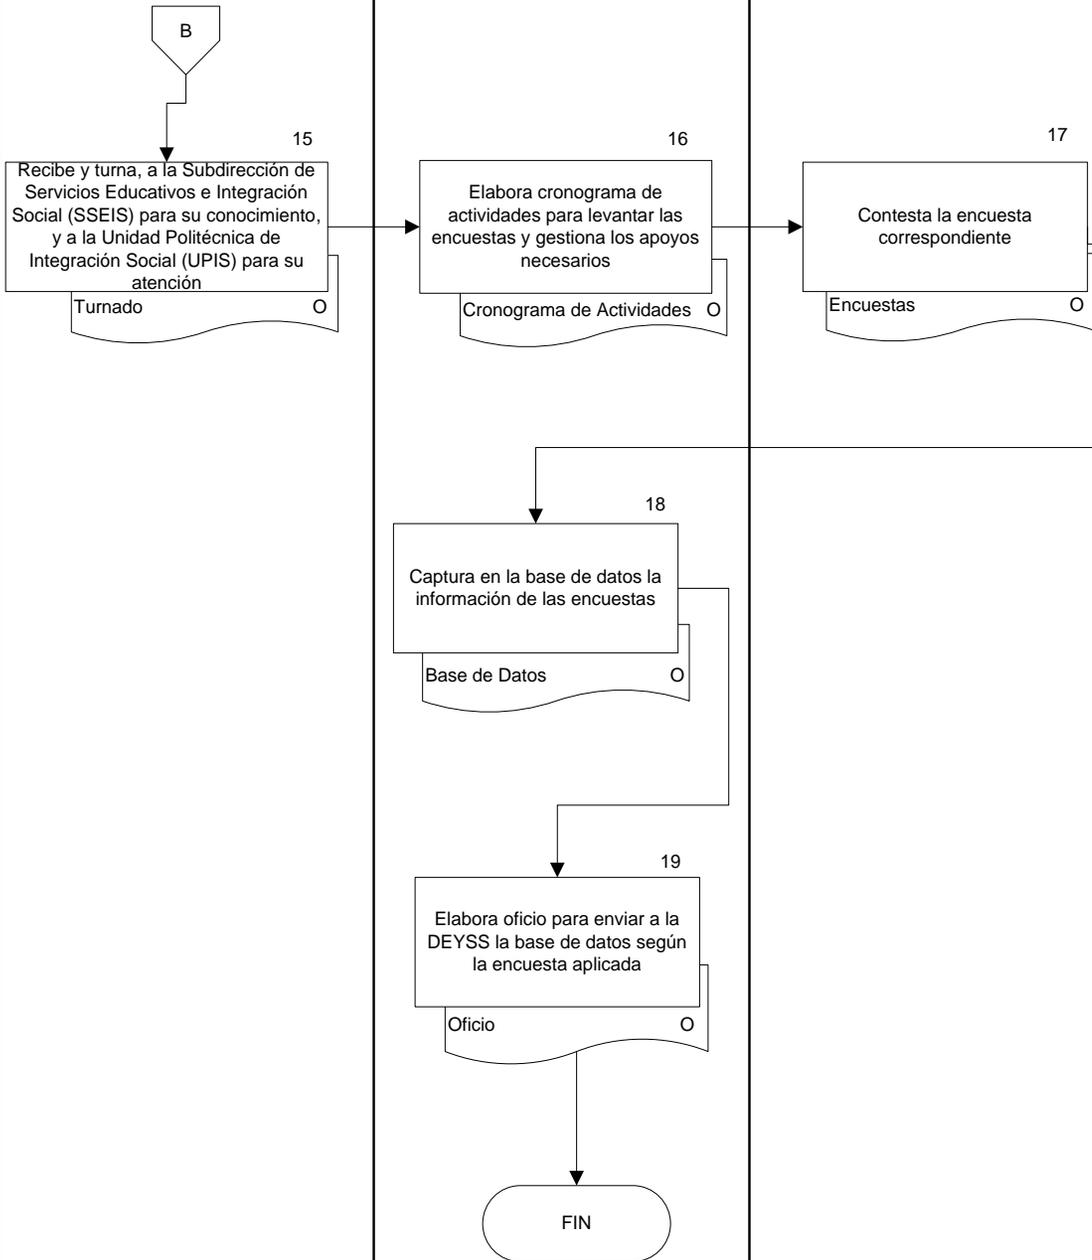 B
15
Recibe y turna, a la Subdirección de
Servicios Educativos e Integración
Social (SSEIS) para su conocimiento,
y a la Unidad Politécnica de
Integración Social (UPIS) para su
atención
Turnado O
16
Elabora cronograma de
actividades para levantar las
encuestas y gestiona los apoyos
necesarios
Cronograma de Actividades O
17
Contesta la encuesta
correspondiente
Encuestas O
18
Captura en la base de datos la
información de las encuestas
Base de Datos O
19
Elabora oficio para enviar a la
DEYSS la base de datos según
la encuesta aplicada
Oficio O
FIN